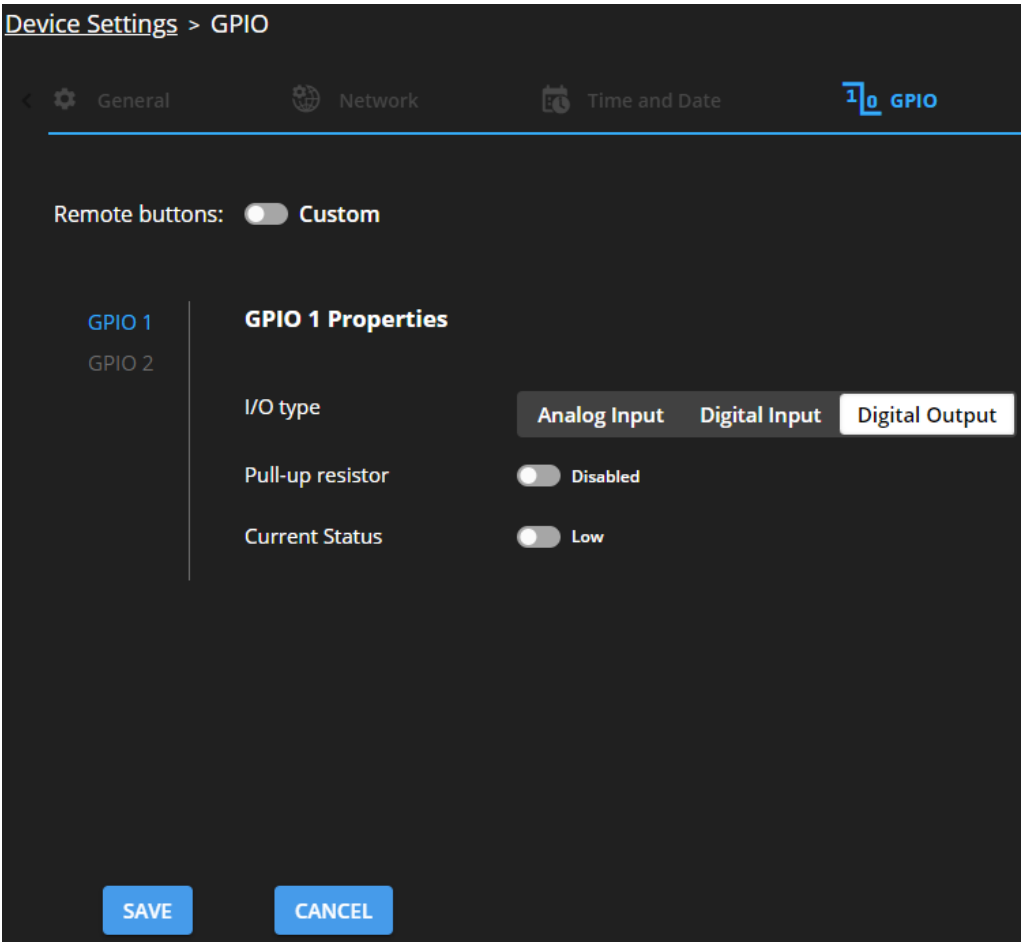 Device Settings > GPIO
< General Network Time and Date 10 GPIO
Remote buttons: Custom
GPIO 1
GPIO 2
GPIO 1 Properties
I/O type Analog Input Digital Input Digital Output
Pull-up resistor Disabled
Current Status Low
SAVE CANCEL